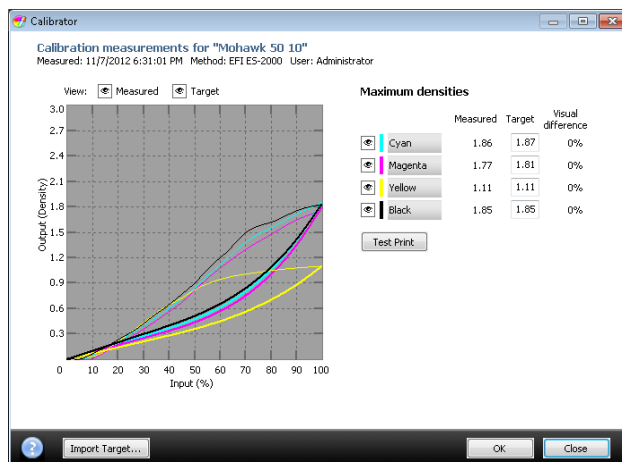 Calibrator
Calibration measurements for "Mohawk 50 10"
Measured: 11/7/2012 6:31:01 PM Method: EFI ES-2000 User: Administrator
View: Measured Target
3.0
2.7
2.4
2.1
1.8
1.5
1.2
0.9
0.6
0.3
Output (Density)
0 10 20 30 40 50 60 70 80 90 100
Input (%)
Maximum densities
Measured Target Visual difference
Cyan 1.86 1.87 0%
Magenta 1.77 1.81 0%
Yellow 1.11 1.11 0%
Black 1.85 1.85 0%
Test Print
? Import Target... OK Close